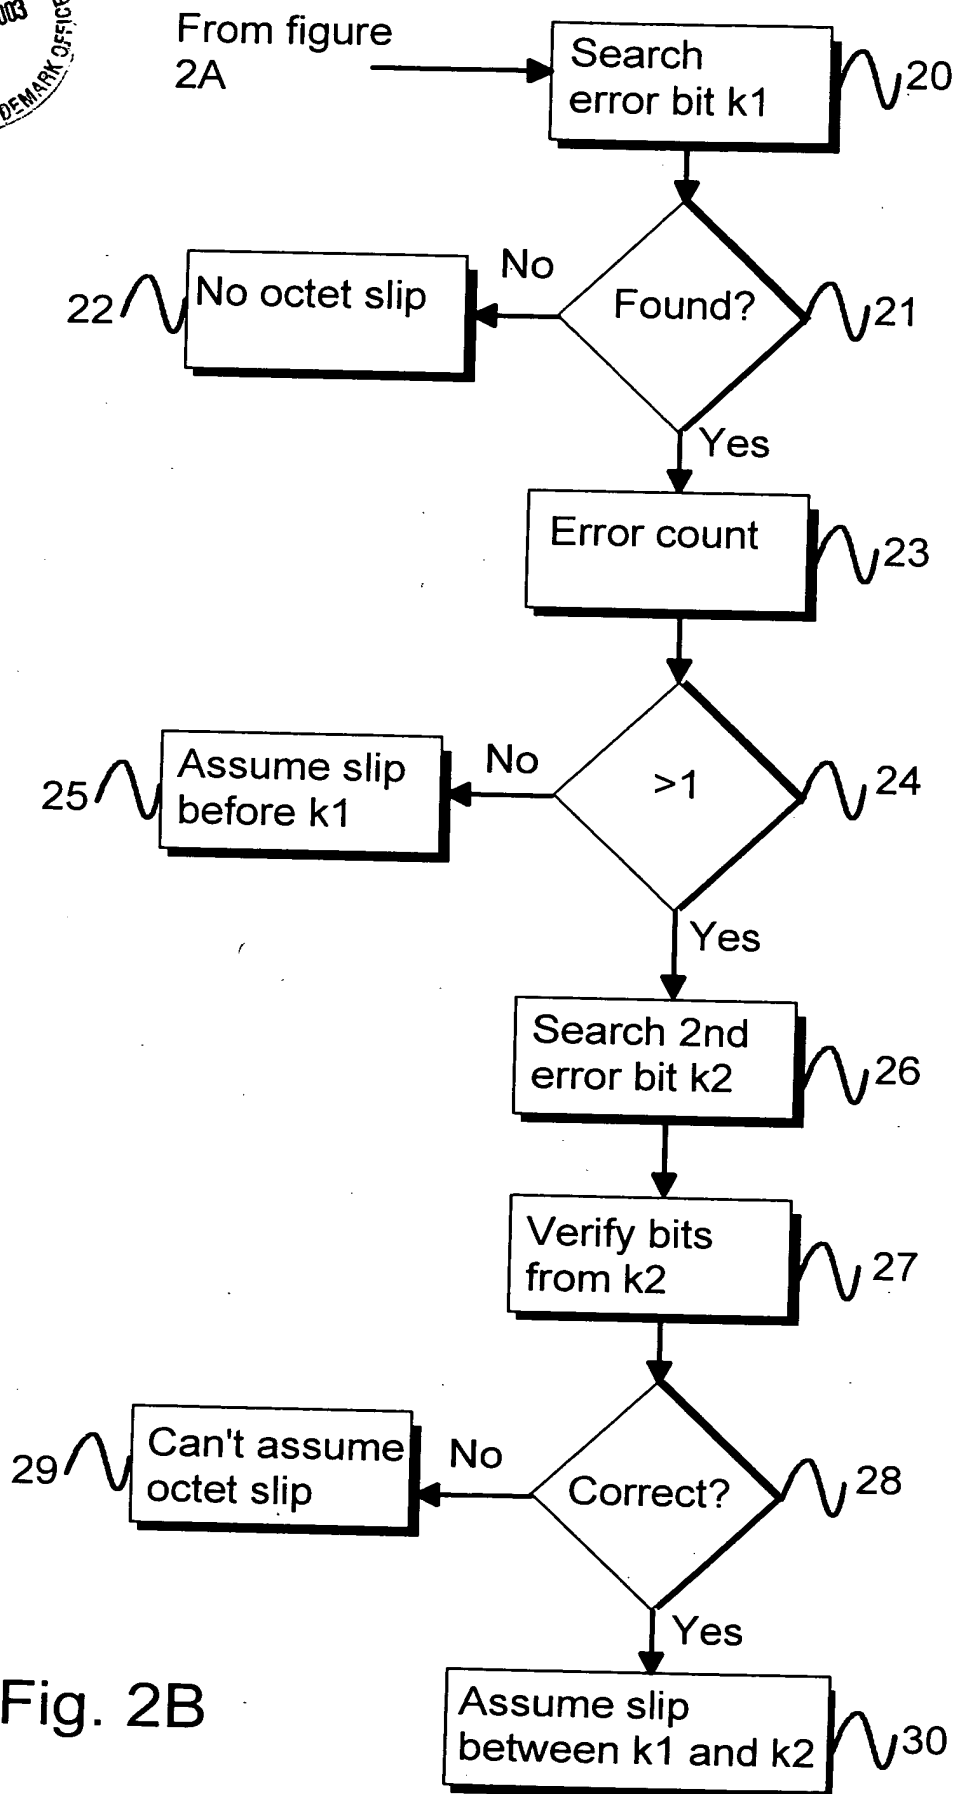 003
DEMARK OFFICE
From figure
2A
Search
error bit k1
20
No
No octet slip
22
Found?
21
Yes
Error count
23
Assume slip
before k1
25
No
>1
24
Yes
Search 2nd
error bit k2
26
Verify bits
from k2
27
Can't assume
octet slip
29
No
Correct?
28
Yes
Fig. 2B
Assume slip
between k1 and k2
30